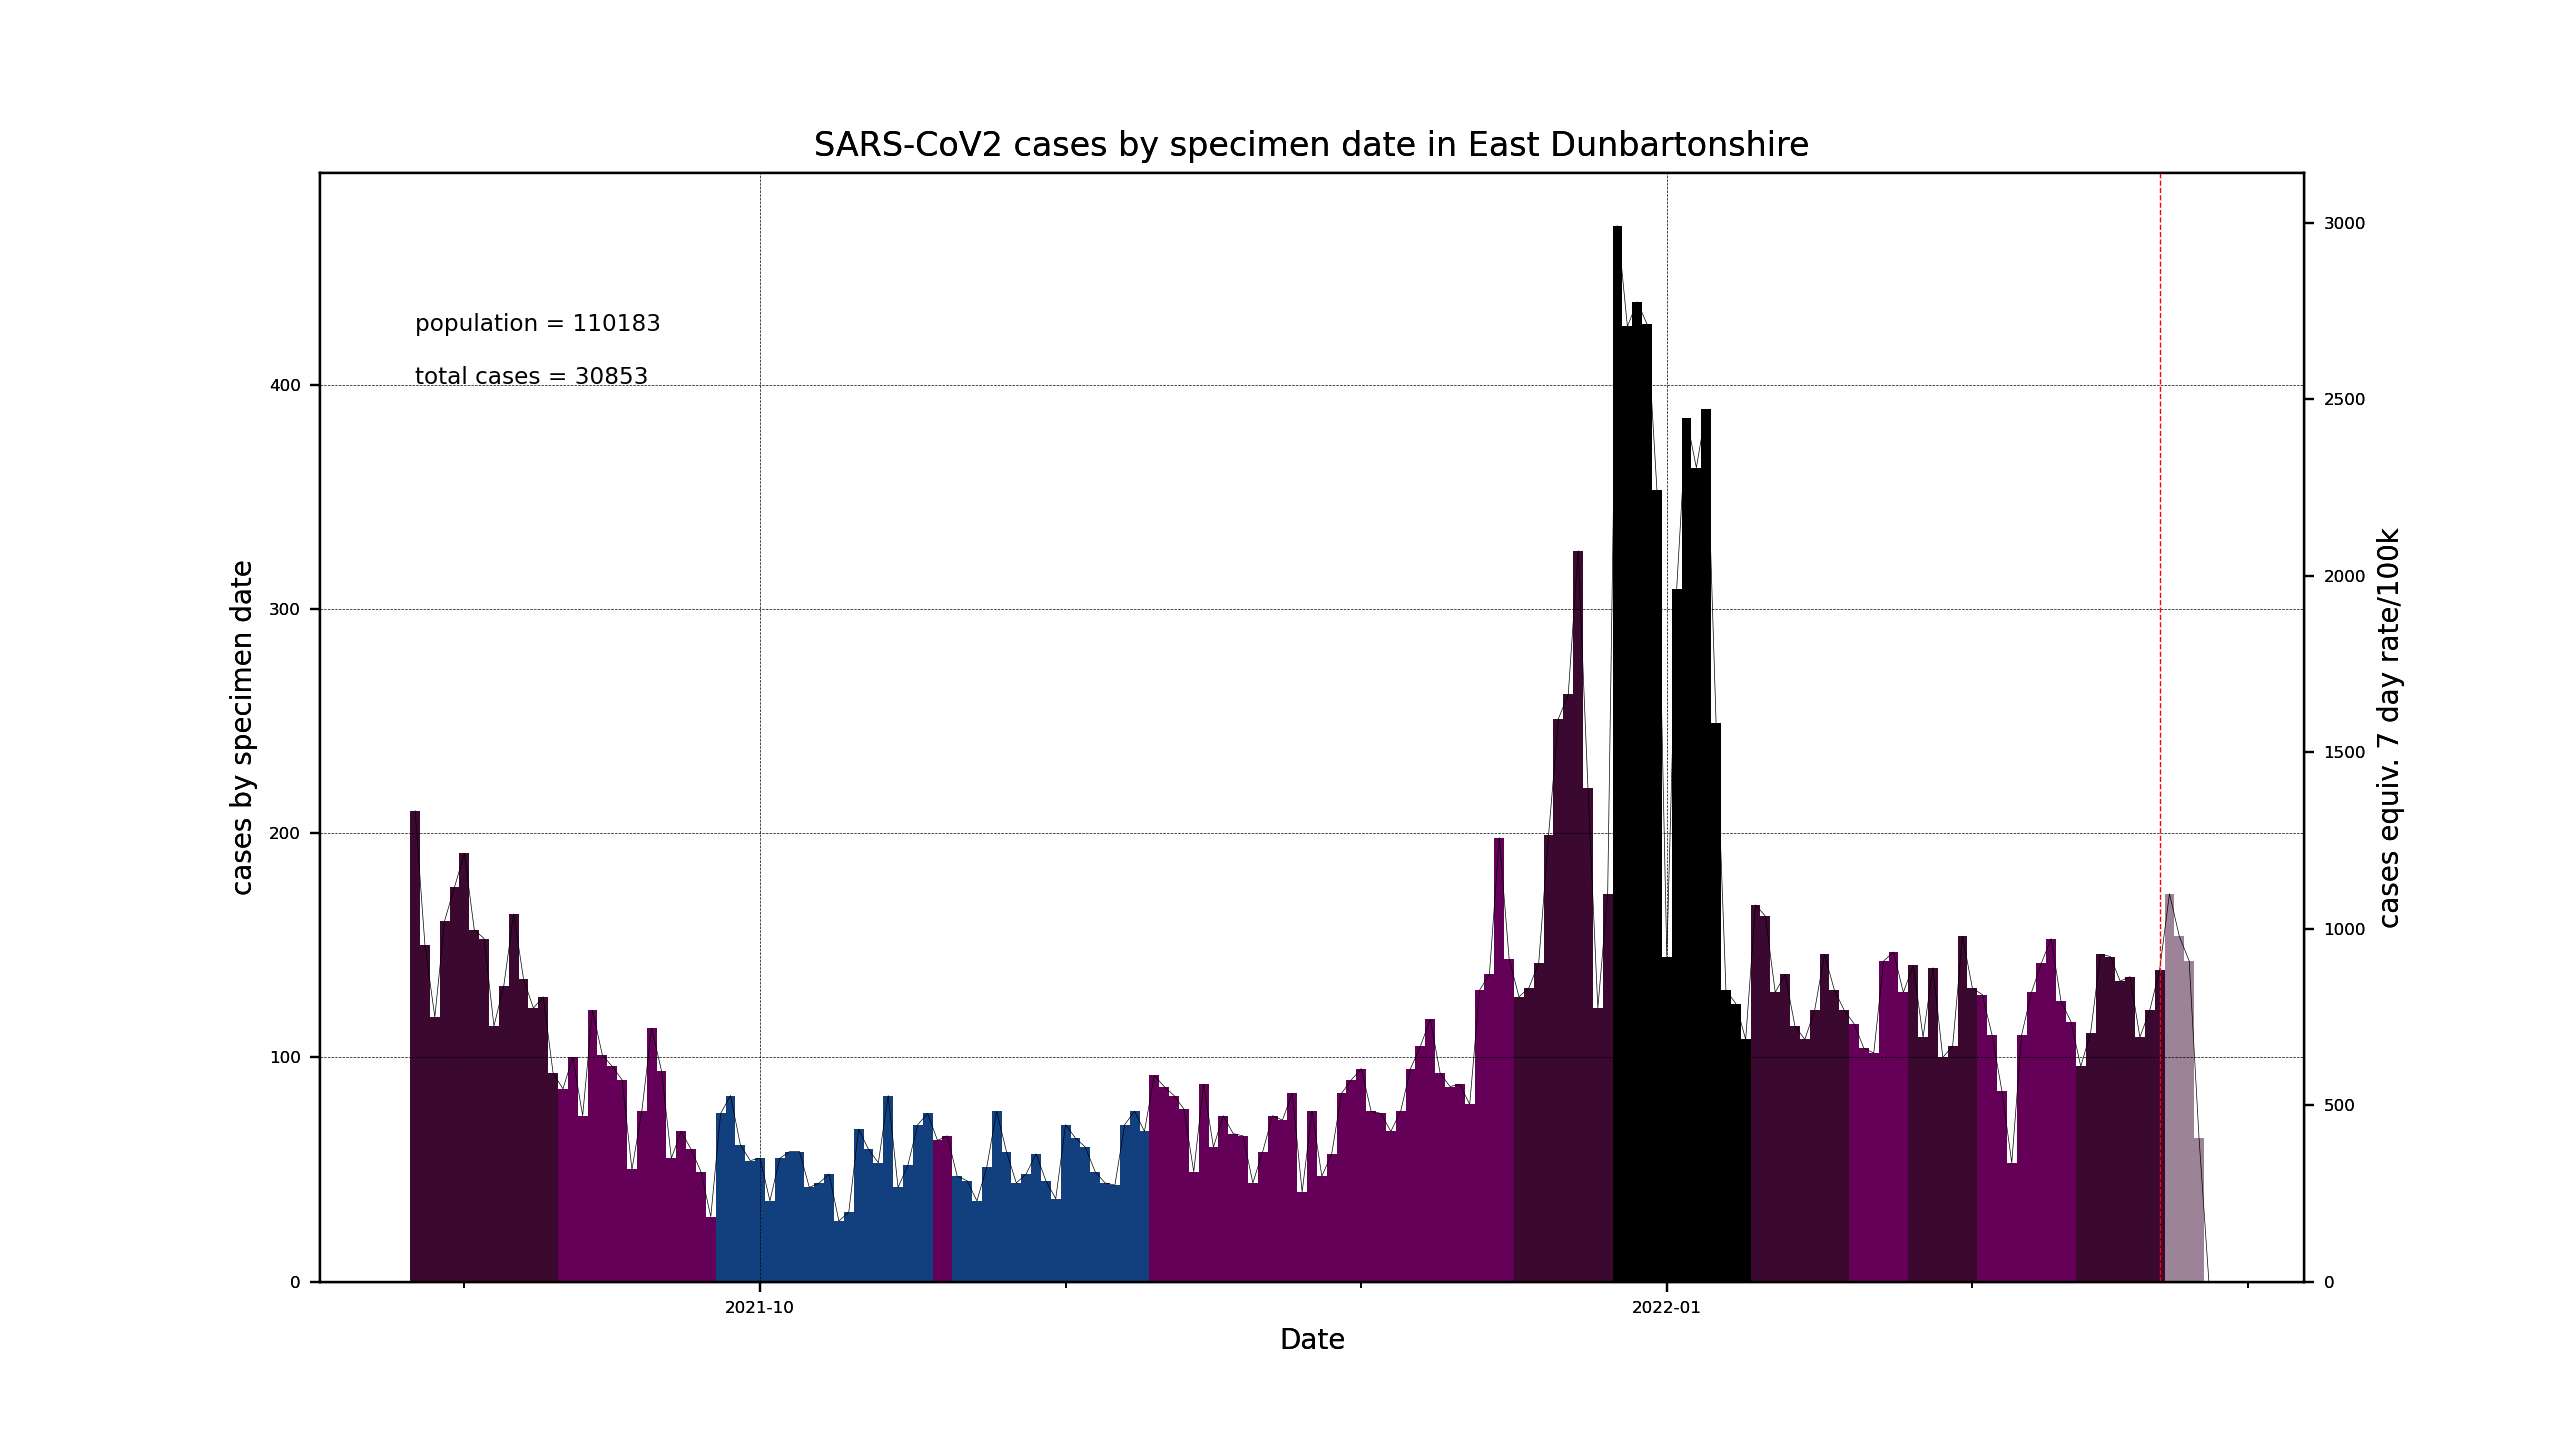 SARS-CoV2 cases by specimen date in East Dunbartonshire
population = 110183
total cases = 30853
cases by specimen date
400
300
200
100
0
3000
2500
2000
1500
1000
500
0
cases equiv. 7 day rate/100k
2021-10
2022-01
Date